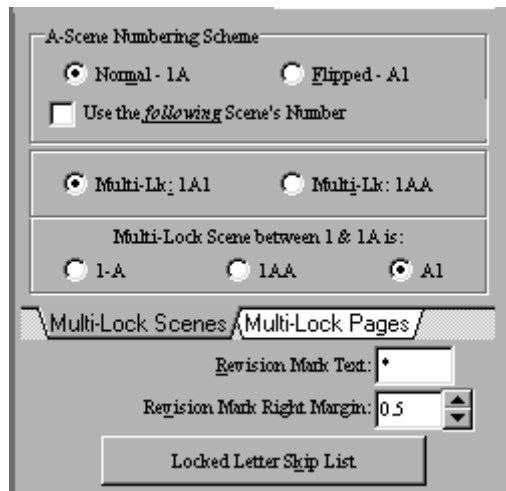 A-Scene Numbering Scheme
Normal - 1A Flipped - A1
Use the following Scene's Number
Multi-Lk: 1A1 Multi-Lk: 1AA
Multi-Lock Scene between 1 & 1A is:
1-A 1AA A1
Multi-Lock Scenes Multi-Lock Pages
Revision Mark Text: *
Revision Mark Right Margin: 0.5
Locked Letter Skip List